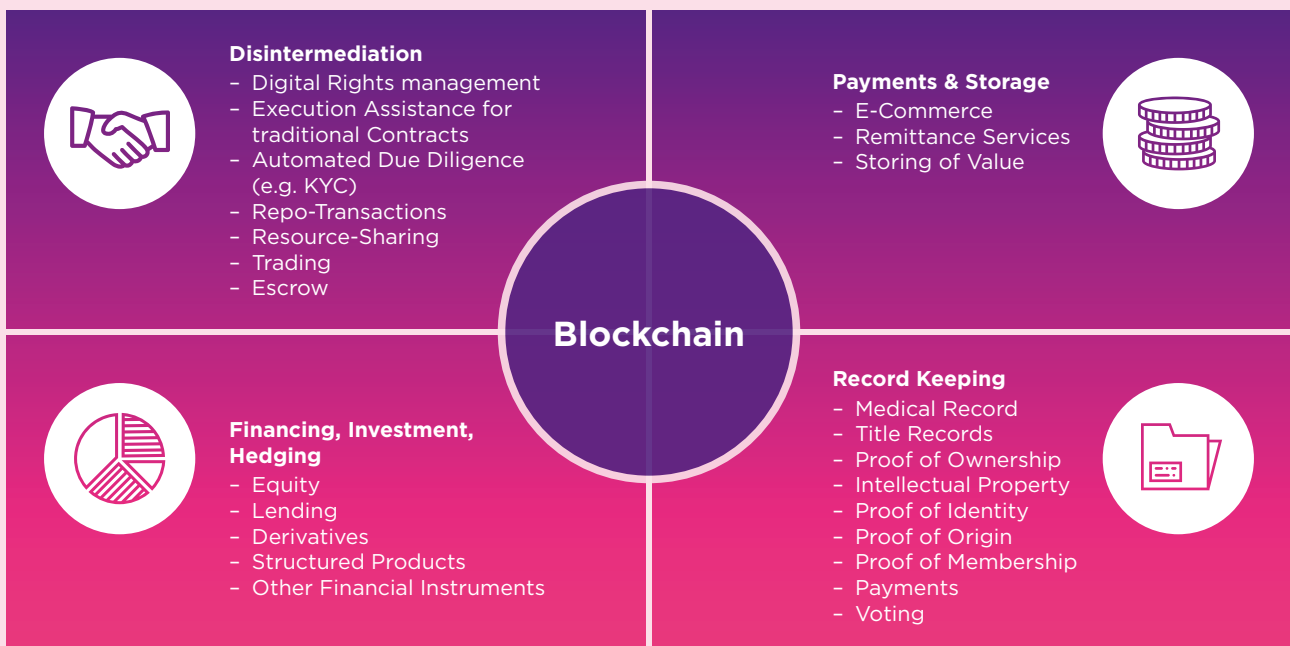 Disintermediation
– Digital Rights management
– Execution Assistance for
traditional Contracts
– Automated Due Diligence
(e.g. KYC)
– Repo-Transactions
– Resource-Sharing
– Trading
– Escrow
Payments & Storage
– E-Commerce
– Remittance Services
– Storing of Value
Blockchain
Financing, Investment,
Hedging
– Equity
– Lending
– Derivatives
– Structured Products
– Other Financial Instruments
Record Keeping
– Medical Record
– Title Records
– Proof of Ownership
– Intellectual Property
– Proof of Identity
– Proof of Origin
– Proof of Membership
– Payments
– Voting